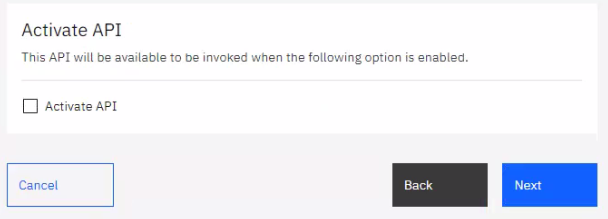 Activate API
This API will be available to be invoked when the following option is enabled.
Activate API
Cancel
Back
Next